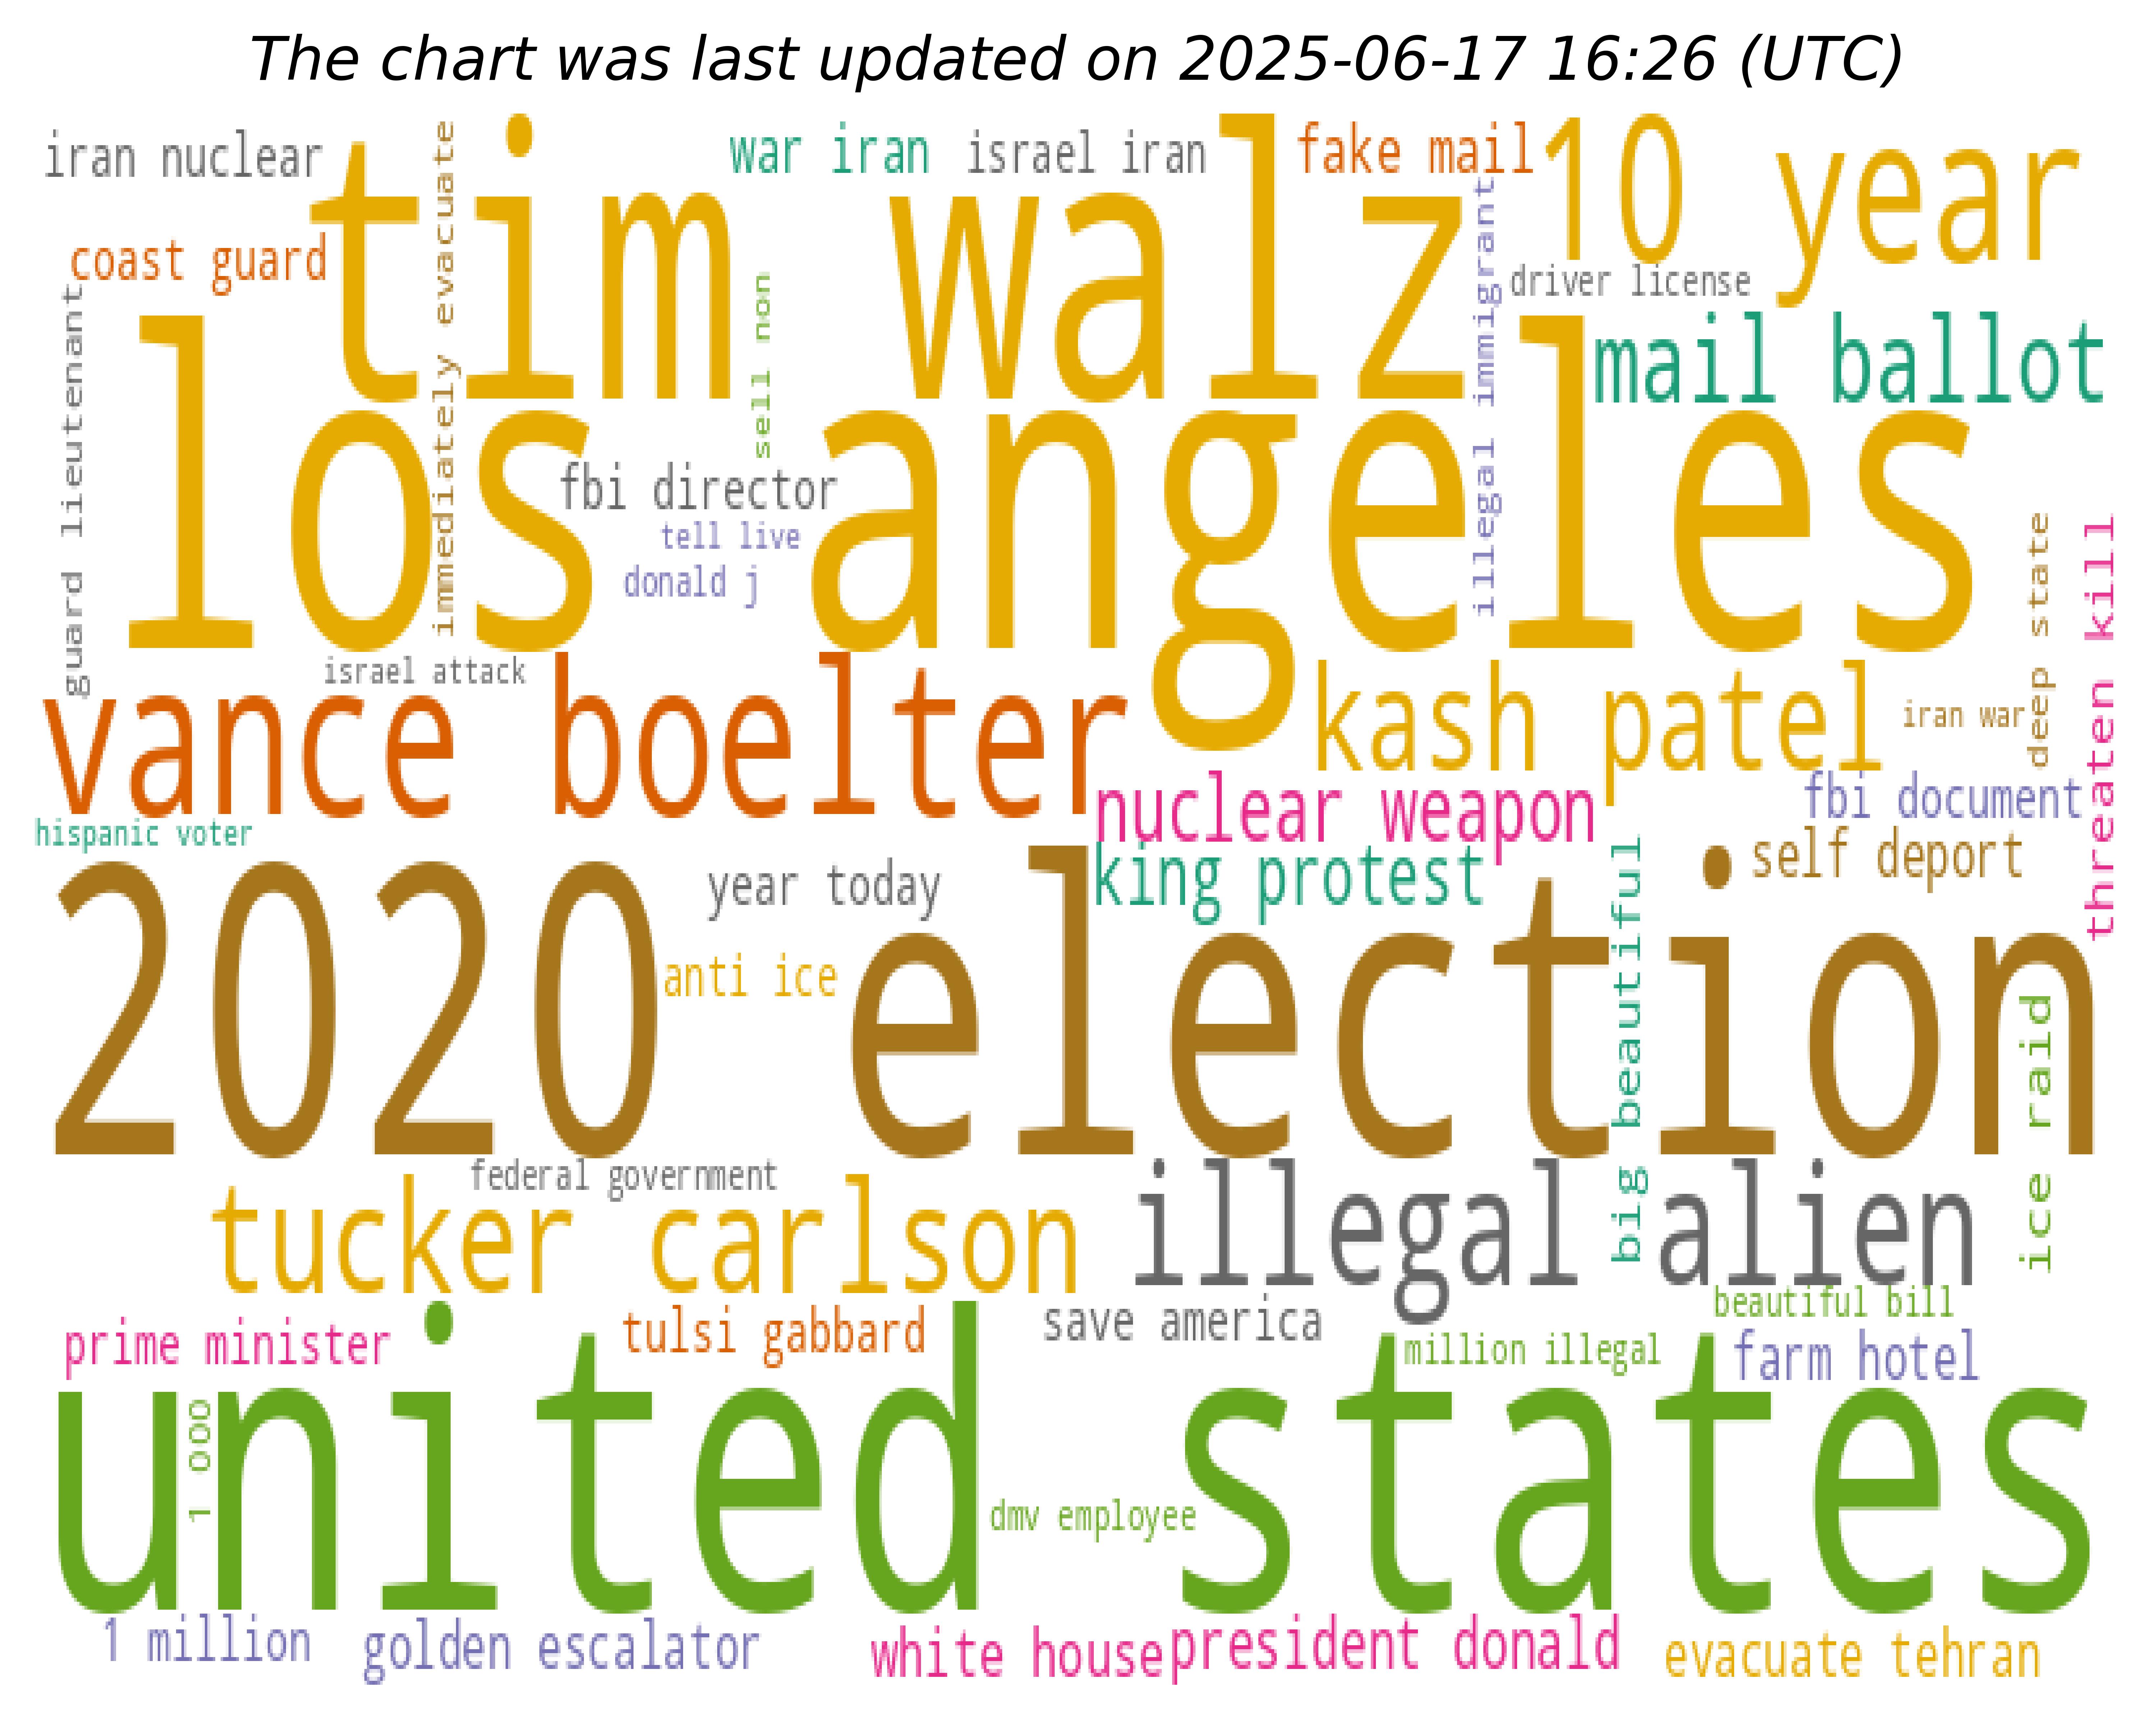 The chart was last updated on 2025-06-17 16:26 (UTC)
iran nuclear
tim walz
immediately evacuate
war iran
israel iran
fake mail
10 year
coast guard
illegal immigrant
driver license
guard lieutenant
sell non
mail ballot
los angeles
fbi director
tell live
donald j
deep state
threaten kill
israel attack
vance boelter
kash patel
iran war
nuclear weapon
fbi document
hispanic voter
king protest
self deport
big beautiful
2020 election
year today
anti ice
ice raid
federal government
tucker carlson
illegal alien
beautiful bill
prime minister
tulsi gabbard
save america
million illegal
farm hotel
united states
1 000
dmv employee
1 million
golden escalator
white house
president donald
evacuate tehran